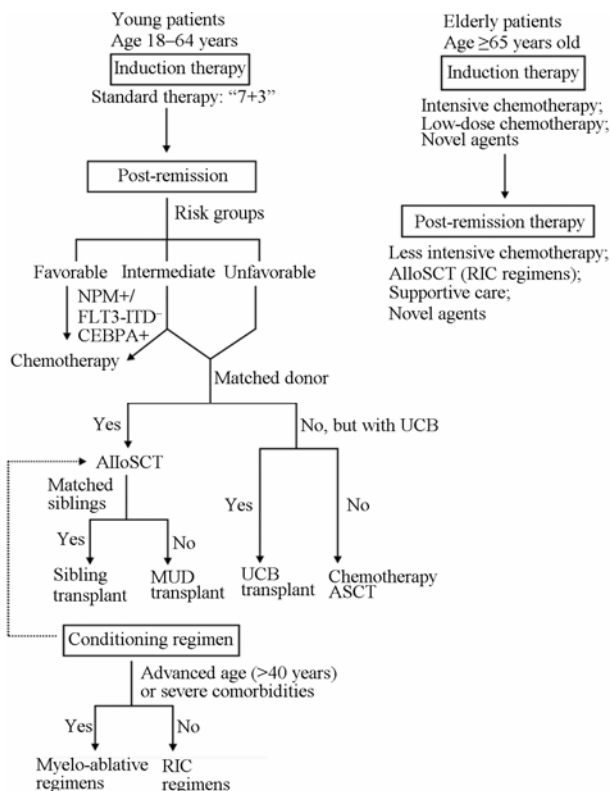 Young patients
Age 18–64 years
Induction therapy
Standard therapy: “7+3”
Post-remission
Risk groups
Favorable
Intermediate
Unfavorable
NPM+/
FLT3-ITD⁻
CEBPA+
Chemotherapy
Matched donor
Yes
No, but with UCB
AlloSCT
Matched
siblings
Yes
No
Yes
No
Sibling
transplant
MUD
transplant
UCB
transplant
Chemotherapy
ASCT
Conditioning regimen
Advanced age (>40 years)
or severe comorbidities
Yes
No
Myelo-ablative
regimens
RIC
regimens
Elderly patients
Age ≥65 years old
Induction therapy
Intensive chemotherapy;
Low-dose chemotherapy;
Novel agents
Post-remission therapy
Less intensive chemotherapy;
AlloSCT (RIC regimens);
Supportive care;
Novel agents